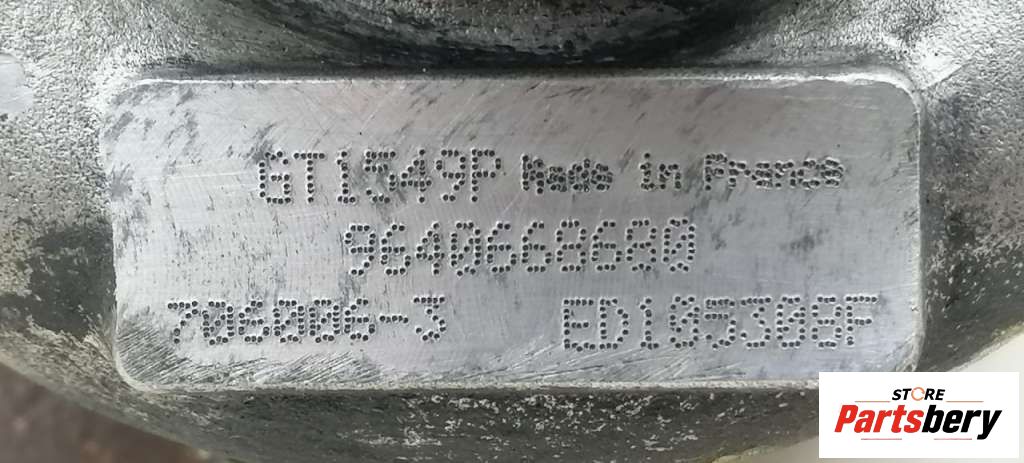 GT1549P Made in France
9640668680
706006-3 ED105308F
STORE
Partsbery